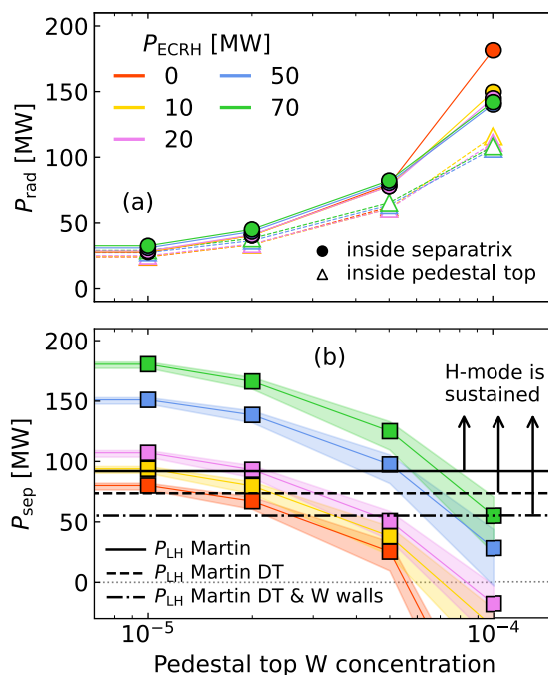 P_ECRH [MW]
0
50
10
70
20
200
150
100
50
0
P_rad [MW]
(a)
inside separatrix
inside pedestal top
(b)
H-mode is
sustained
200
150
100
50
0
P_sep [MW]
P_LH Martin
P_LH Martin DT
P_LH Martin DT & W walls
10⁻⁵
10⁻⁴
Pedestal top W concentration